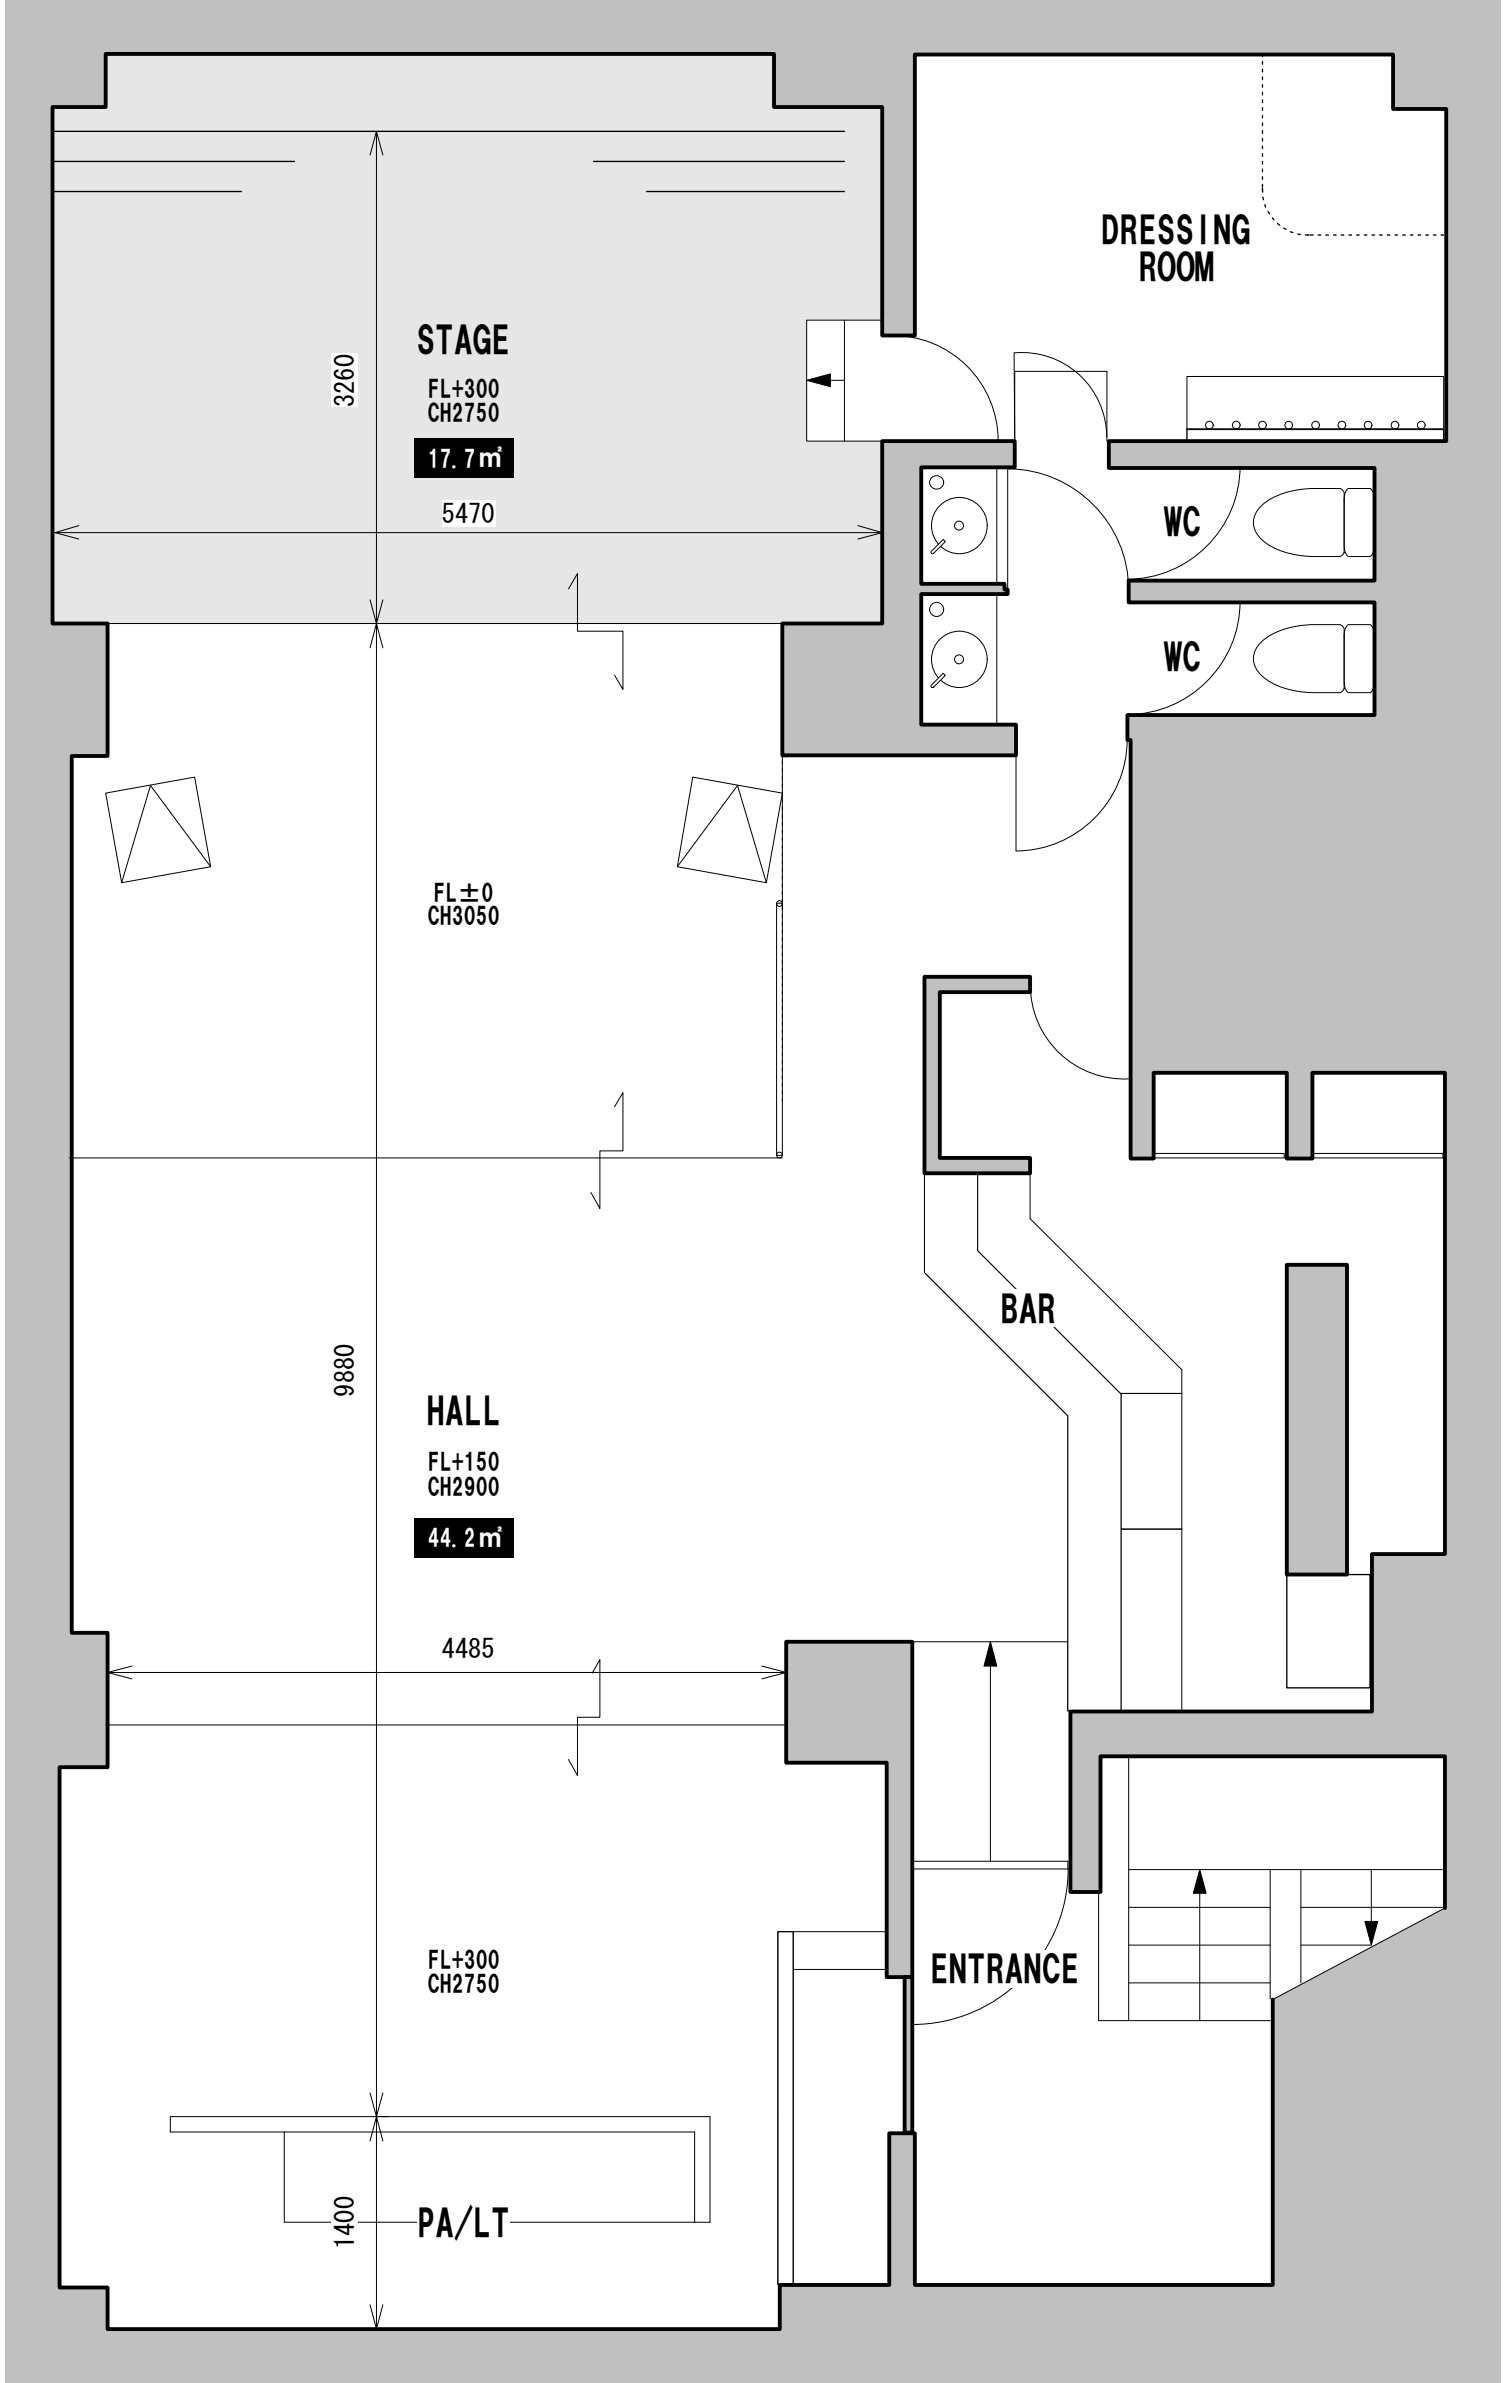 DRESSING
ROOM
STAGE
FL+300
CH2750
17.7㎡
3260
5470
WC
WC
FL±0
CH3050
BAR
9880
HALL
FL+150
CH2900
44.2㎡
4485
FL+300
CH2750
ENTRANCE
1400
PA/LT